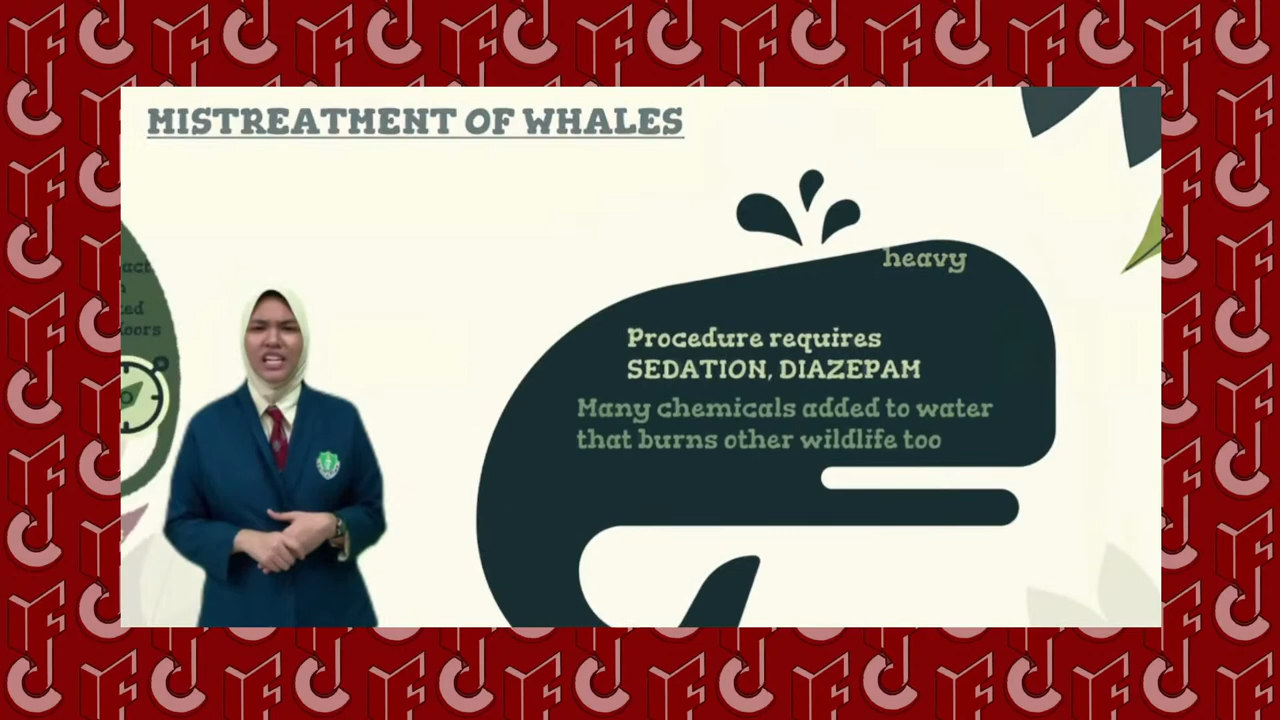 MISTREATMENT OF WHALES
heavy
Procedure requires
SEDATION, DIAZEPAM
Many chemicals added to water
that burns other wildlife too